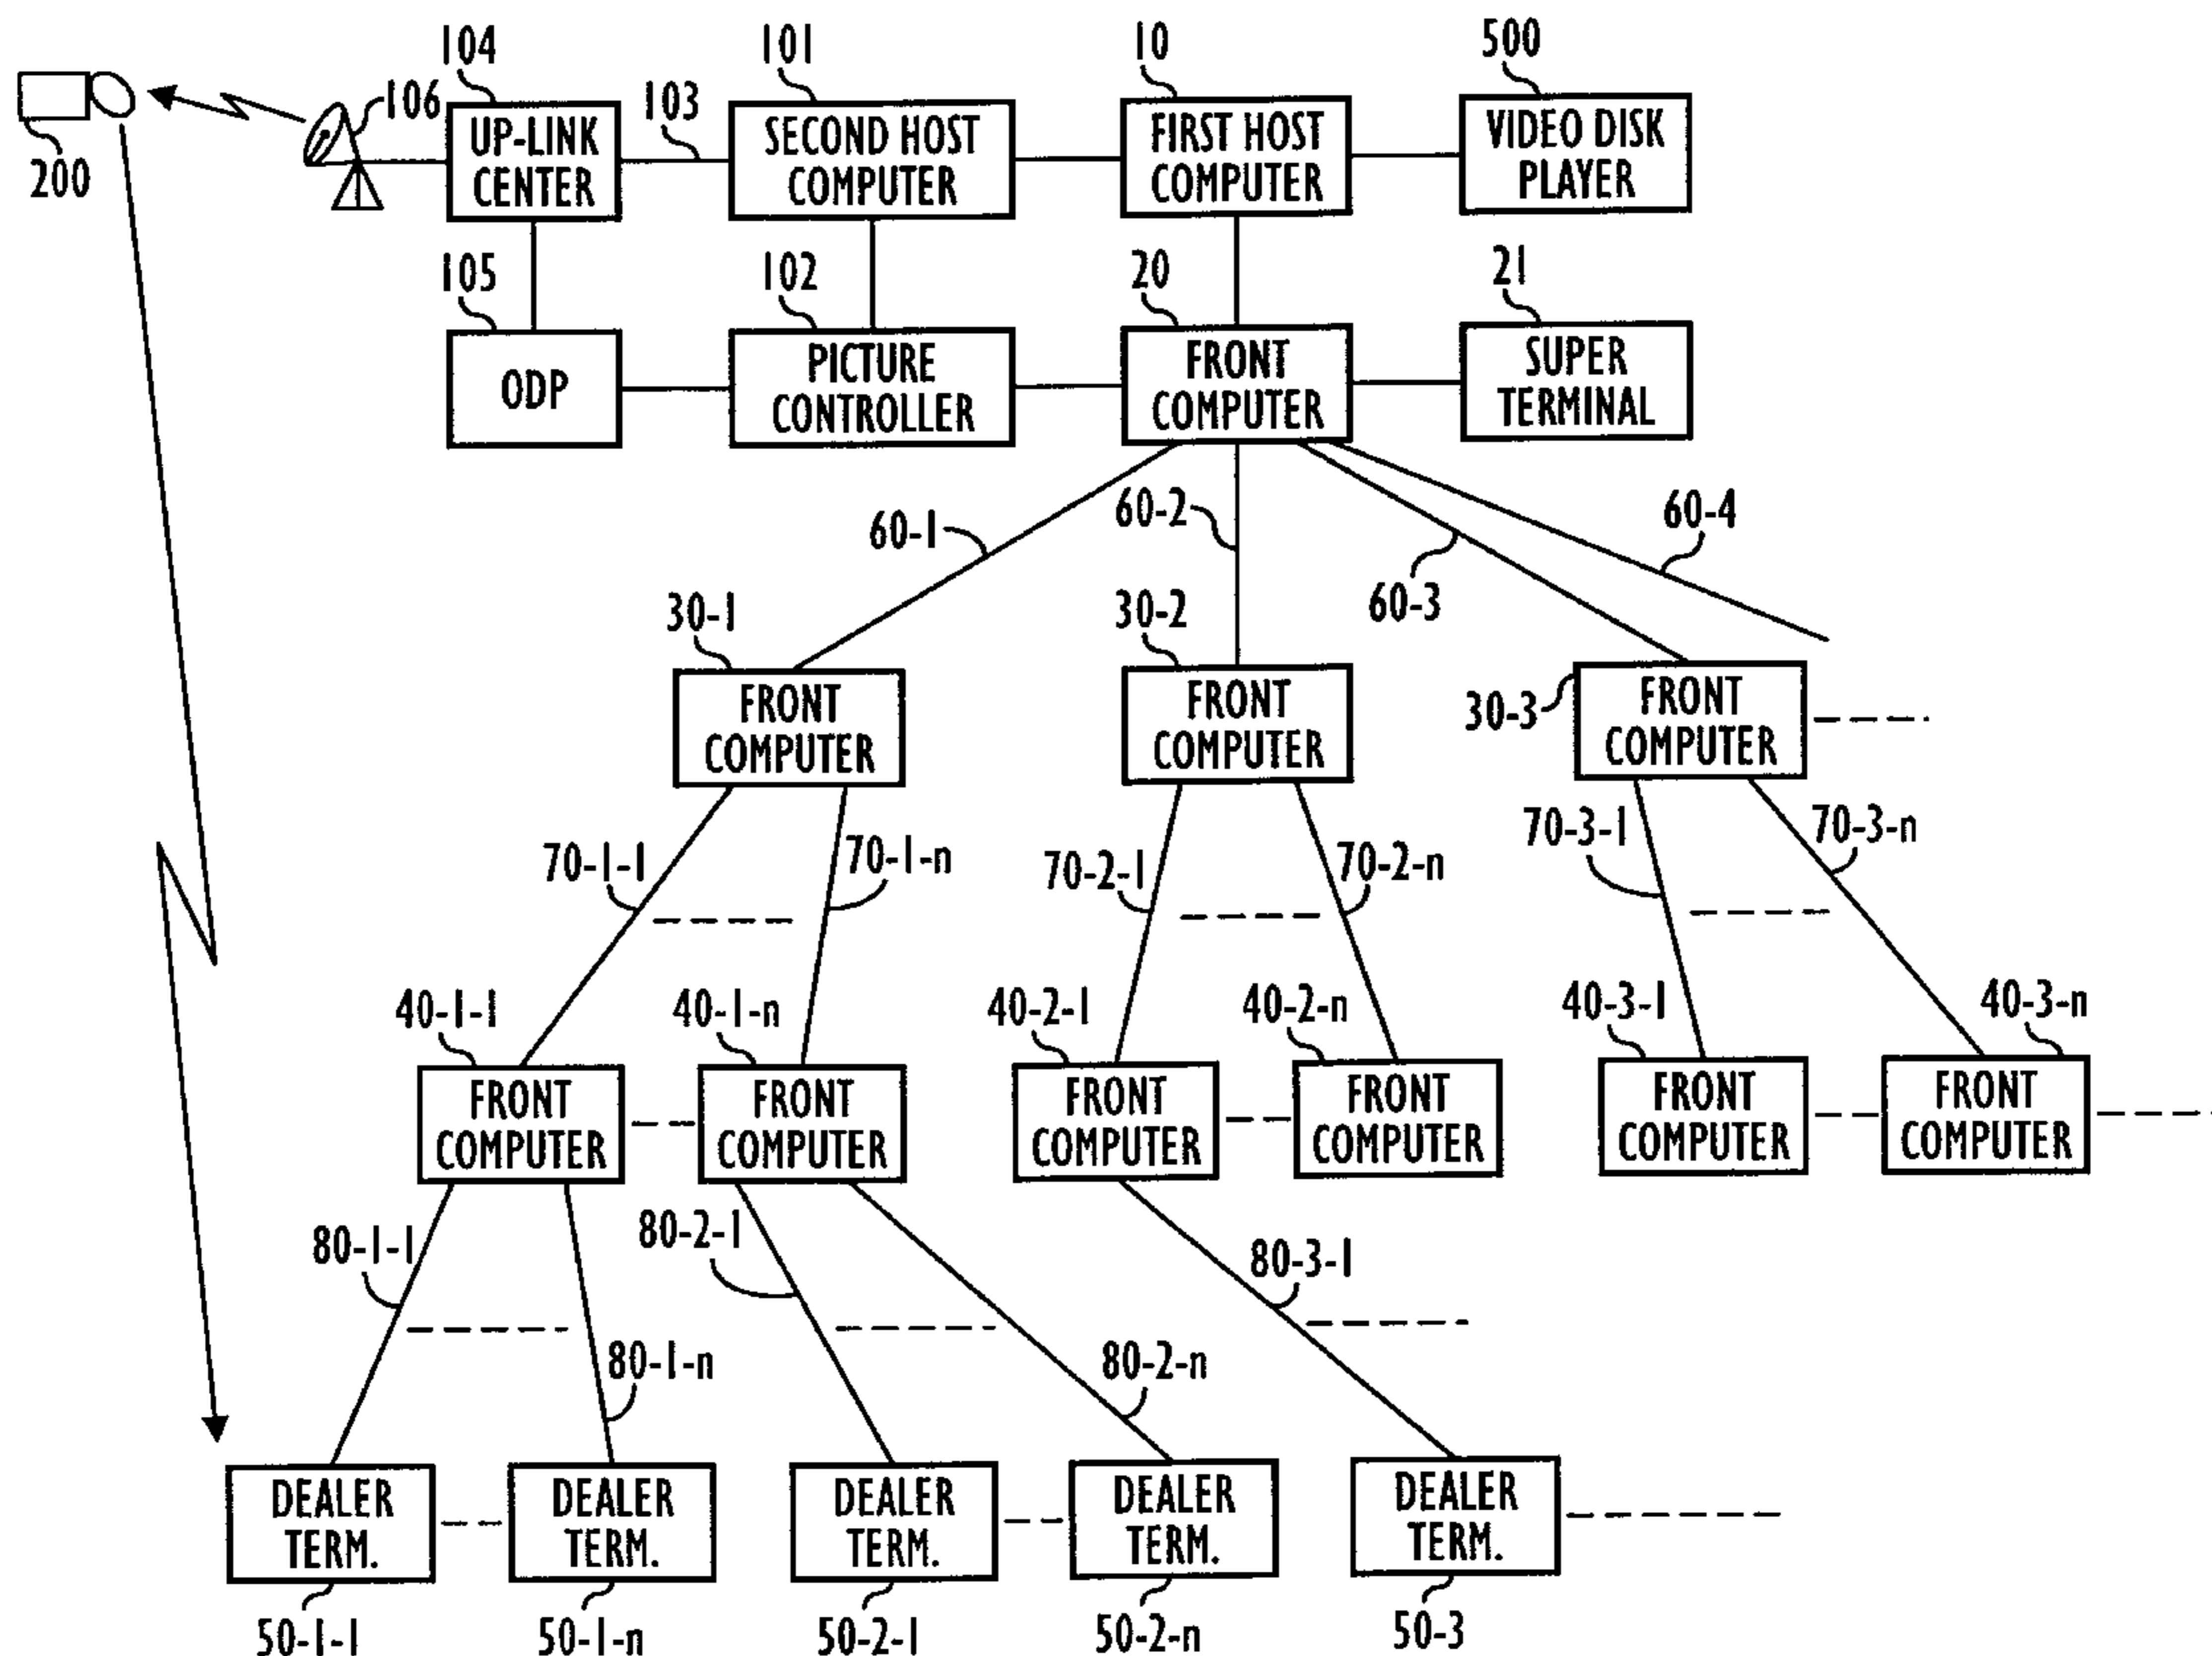 104
101
10
500
106
103
UP-LINK
CENTER
SECOND HOST
COMPUTER
FIRST HOST
COMPUTER
VIDEO DISK
PLAYER
200
105
102
20
21
ODP
PICTURE
CONTROLLER
FRONT
COMPUTER
SUPER
TERMINAL
60-1
60-2
60-3
60-4
30-1
30-2
30-3
FRONT
COMPUTER
FRONT
COMPUTER
FRONT
COMPUTER
70-1-1
70-1-n
70-2-1
70-2-n
70-3-1
70-3-n
40-1-1
40-1-n
40-2-1
40-2-n
40-3-1
40-3-n
FRONT
COMPUTER
FRONT
COMPUTER
FRONT
COMPUTER
FRONT
COMPUTER
FRONT
COMPUTER
FRONT
COMPUTER
80-1-1
80-1-n
80-2-1
80-2-n
80-3-1
DEALER
TERM.
DEALER
TERM.
DEALER
TERM.
DEALER
TERM.
DEALER
TERM.
50-1-1
50-1-n
50-2-1
50-2-n
50-3